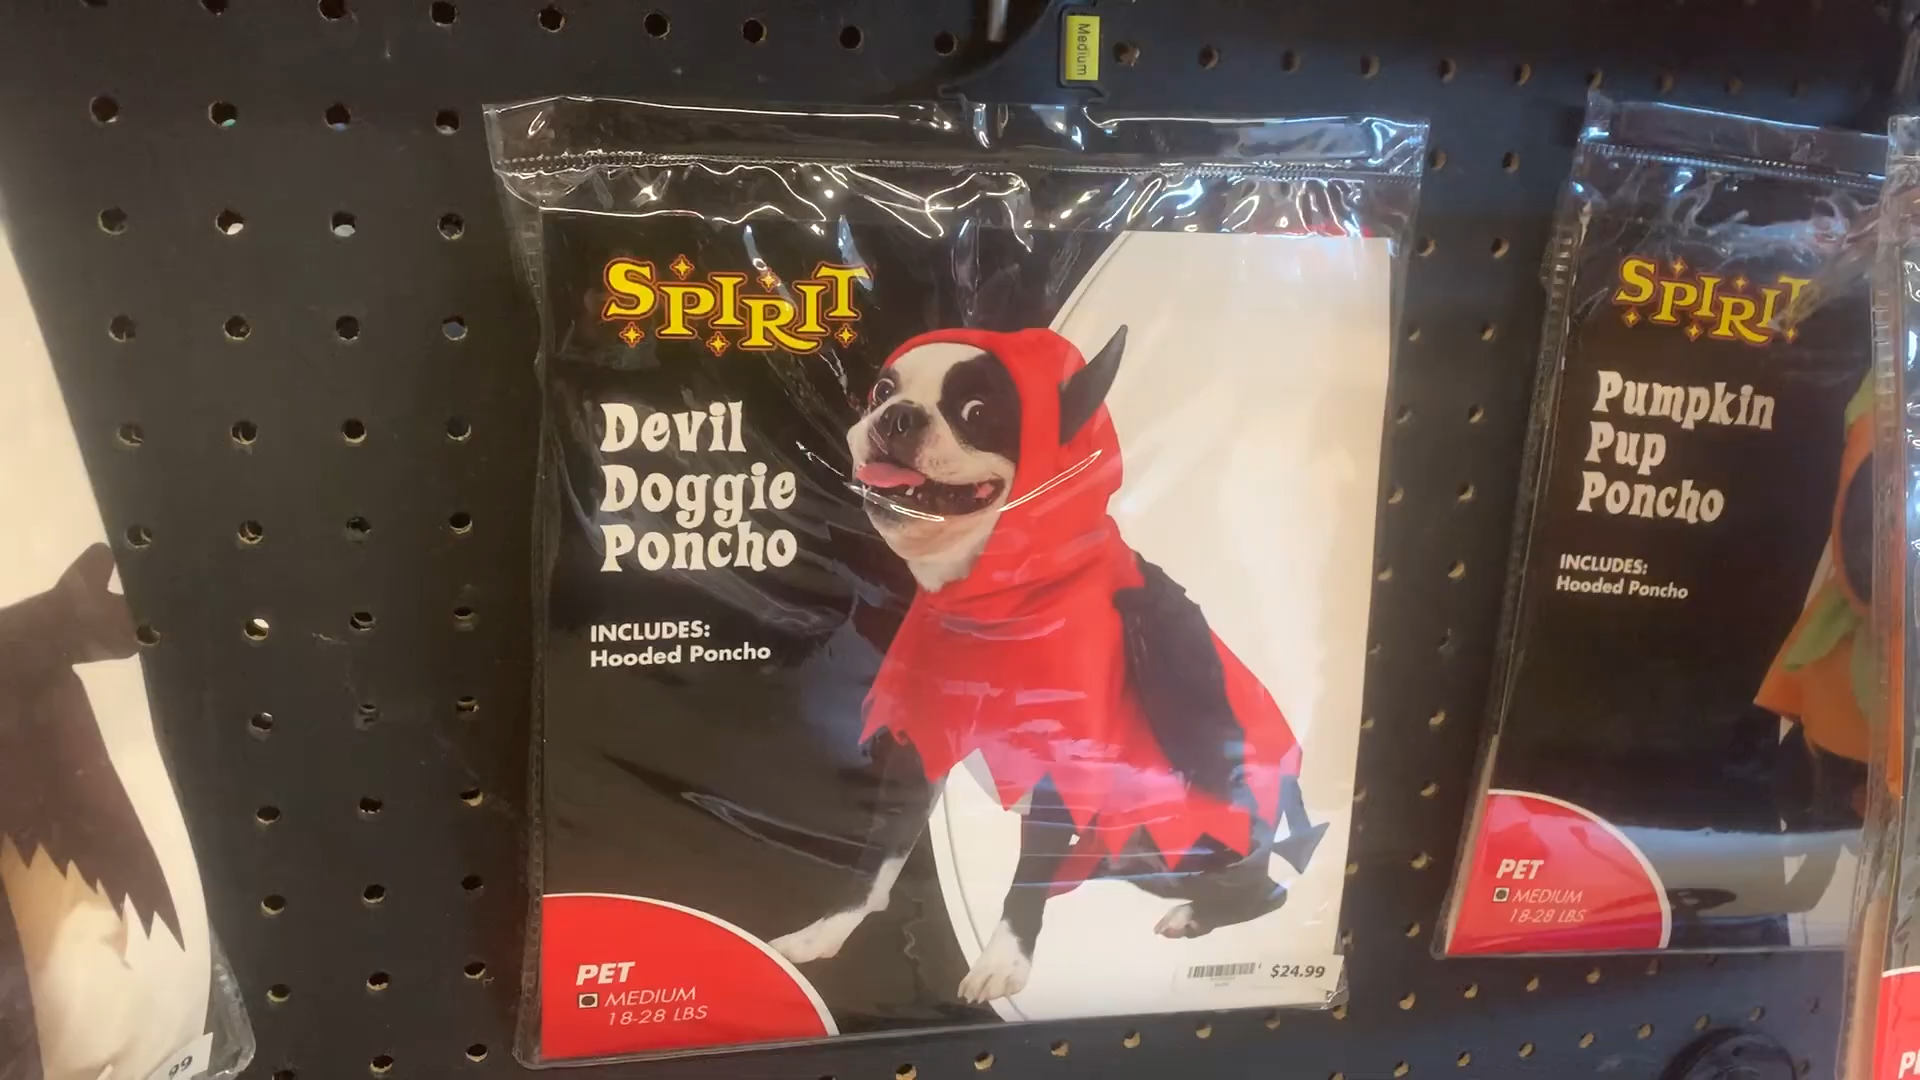 Medium
SPIRIT
Devil
Doggie
Poncho
INCLUDES:
Hooded Poncho
PET
MEDIUM
18-28 LBS
$24.99
SPIRIT
Pumpkin
Pup
Poncho
INCLUDES:
Hooded Poncho
PET
MEDIUM
18-28 LBS
99